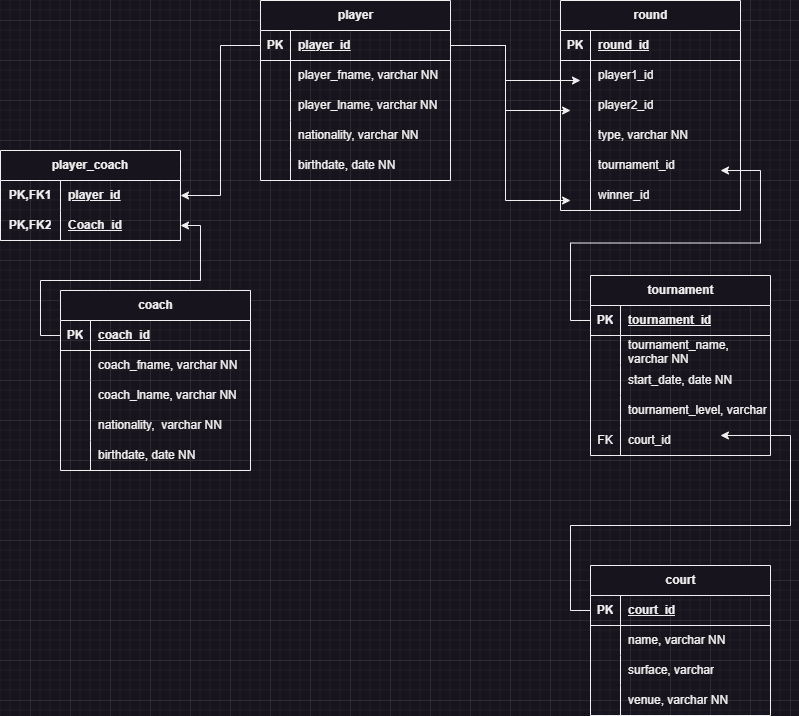 player
PK player_id
player_fname, varchar NN
player_lname, varchar NN
nationality, varchar NN
birthdate, date NN
round
PK round_id
player1_id
player2_id
type, varchar NN
tournament_id
winner_id
player_coach
PK,FK1 player_id
PK,FK2 Coach_id
coach
PK coach_id
coach_fname, varchar NN
coach_lname, varchar NN
nationality, varchar NN
birthdate, date NN
tournament
PK tournament_id
tournament_name,
varchar NN
start_date, date NN
tournament_level, varchar
FK court_id
court
PK court_id
name, varchar NN
surface, varchar
venue, varchar NN